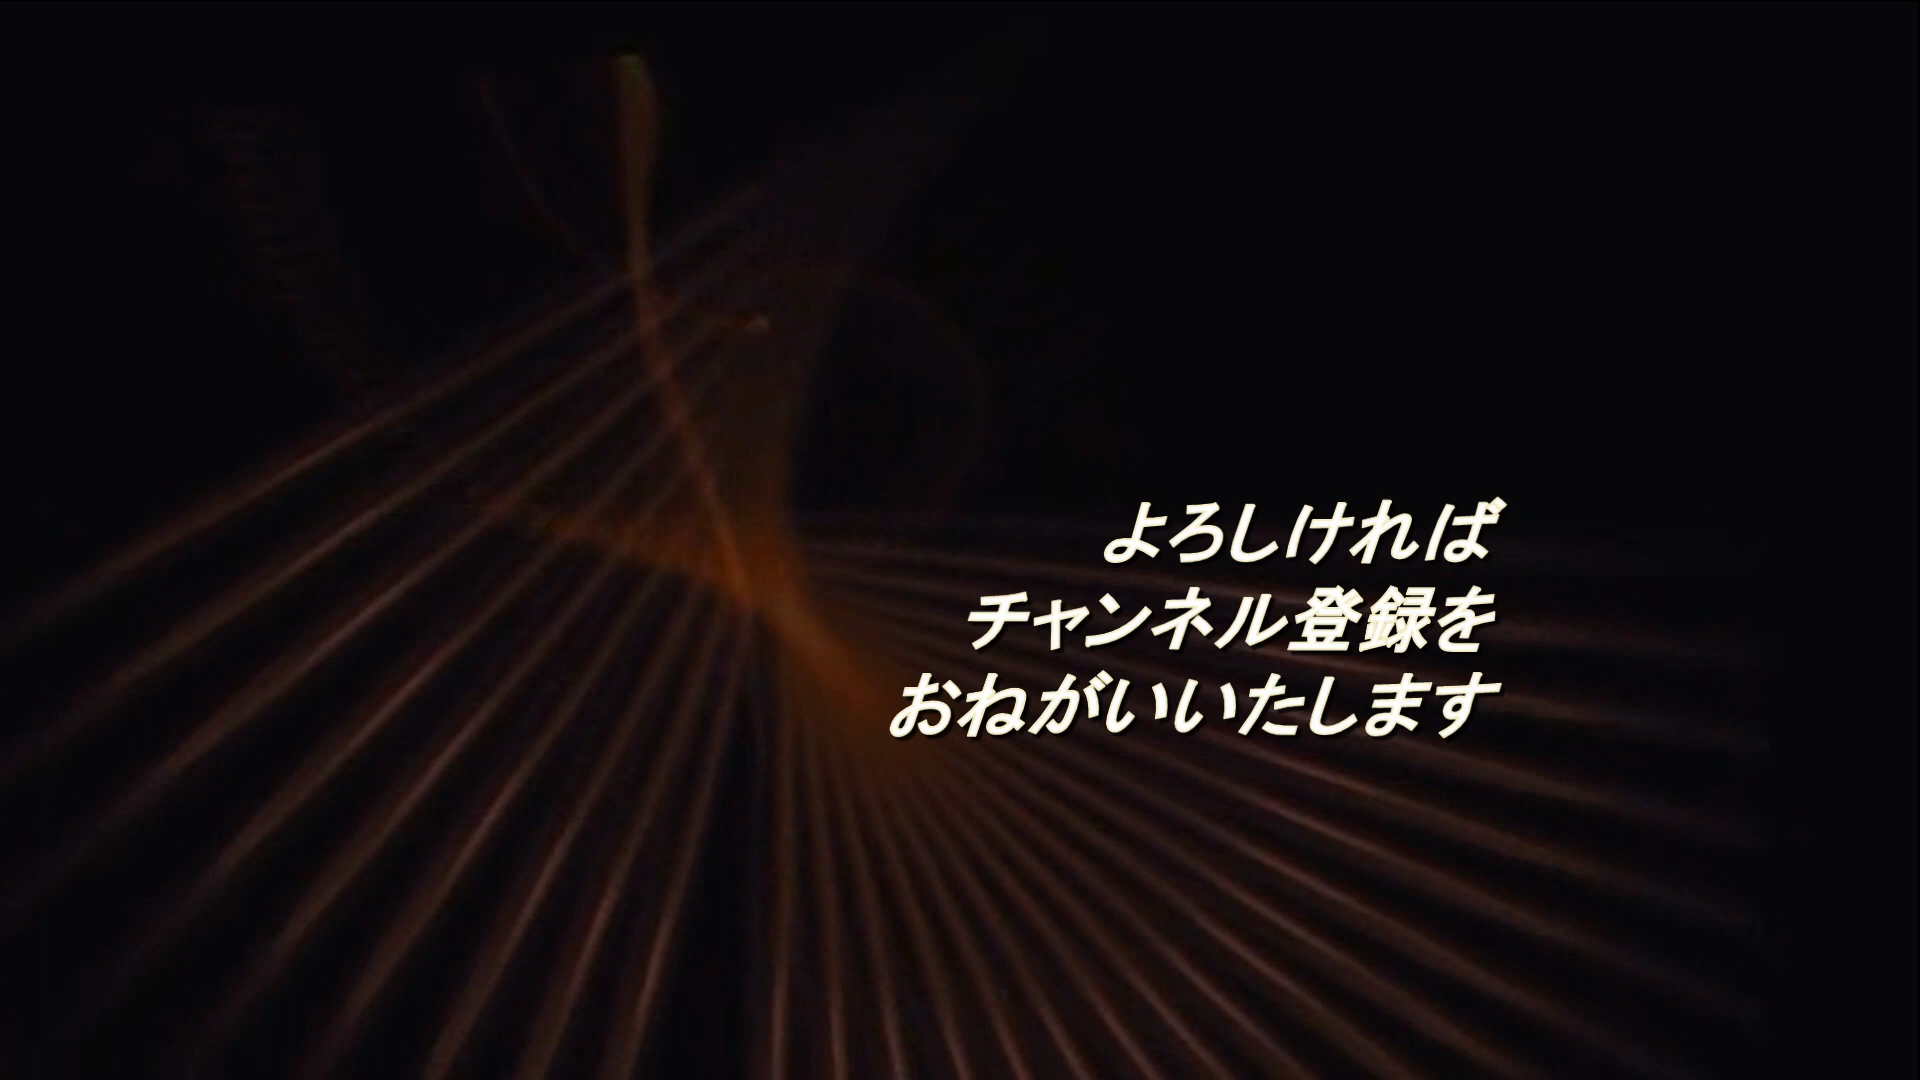 よろしければ
チャンネル登録を
おねがいいたします